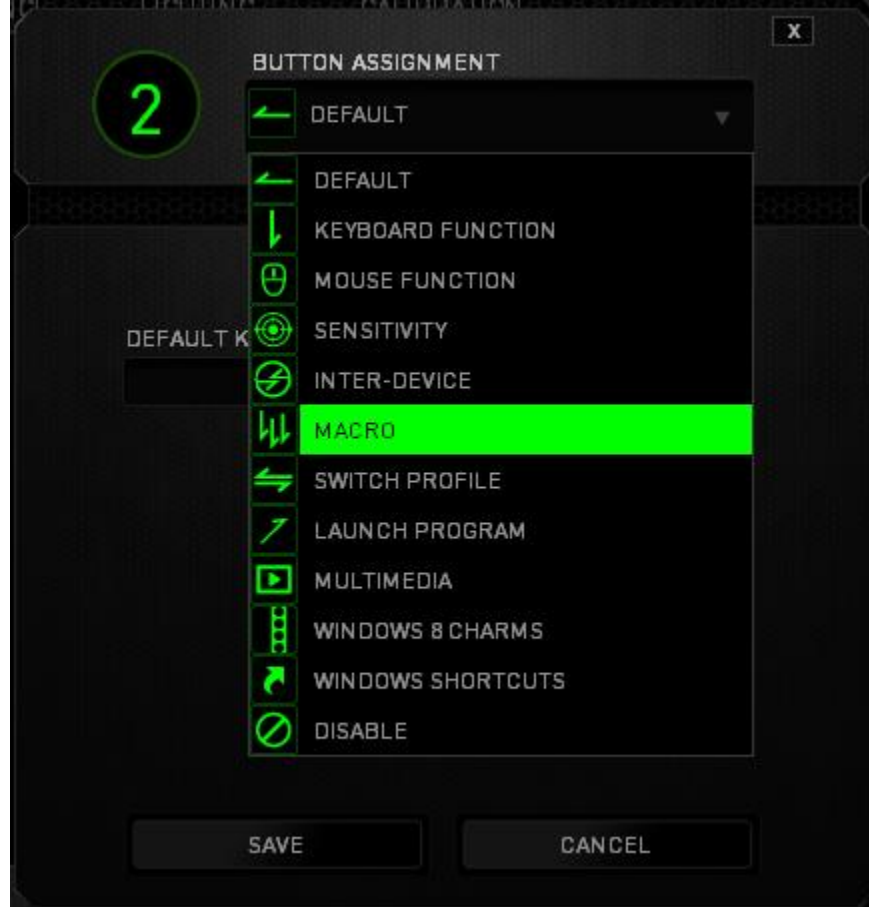 X
BUTTON ASSIGNMENT
2
DEFAULT
DEFAULT
KEYBOARD FUNCTION
MOUSE FUNCTION
SENSITIVITY
DEFAULT K
INTER-DEVICE
MACRO
SWITCH PROFILE
LAUNCH PROGRAM
MULTIMEDIA
WINDOWS 8 CHARMS
WINDOWS SHORTCUTS
DISABLE
SAVE
CANCEL